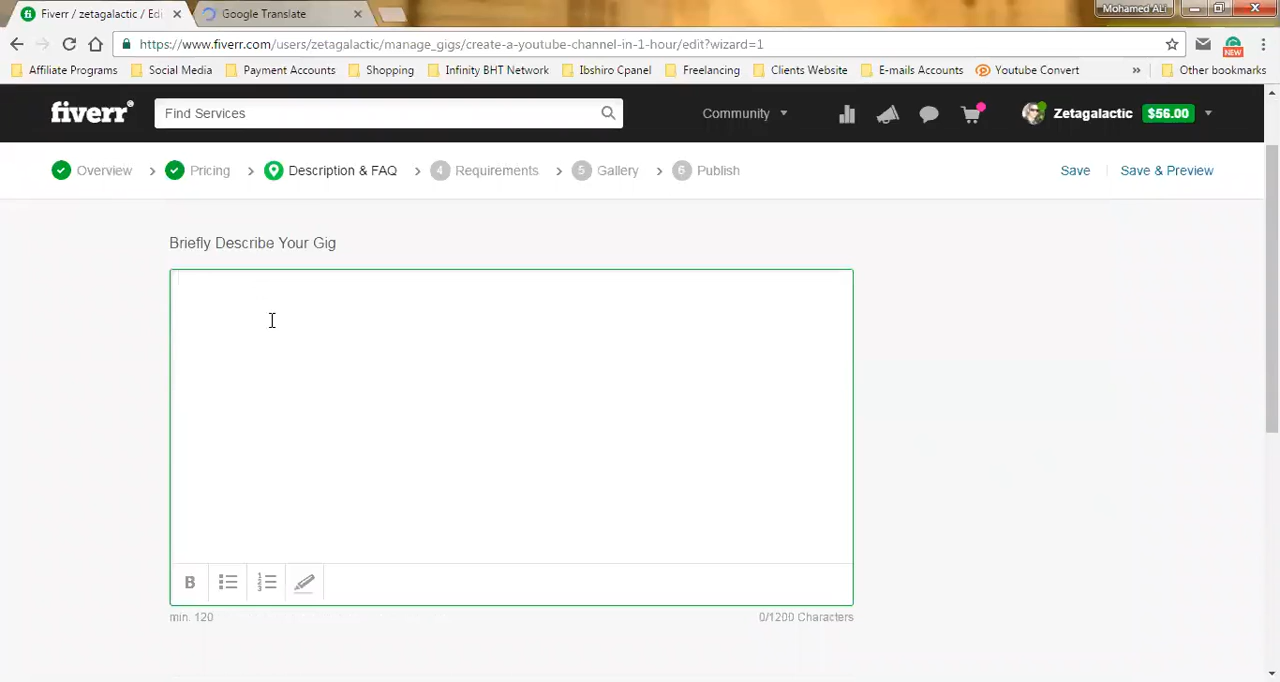 Fiverr / zetagalactic / Edi
Google Translate
Mohamed ALi
https://www.fiverr.com/users/zetagalactic/manage_gigs/create-a-youtube-channel-in-1-hour/edit?wizard=1
NEW
Affiliate Programs
Social Media
Payment Accounts
Shopping
Infinity BHT Network
Ibshiro Cpanel
Freelancing
Clients Website
E-mails Accounts
Youtube Convert
»
Other bookmarks
fiverr®
Find Services
Community
Zetagalactic
$56.00
Overview
Pricing
Description & FAQ
4 Requirements
5 Gallery
6 Publish
Save
Save & Preview
Briefly Describe Your Gig
B
min. 120
0/1200 Characters